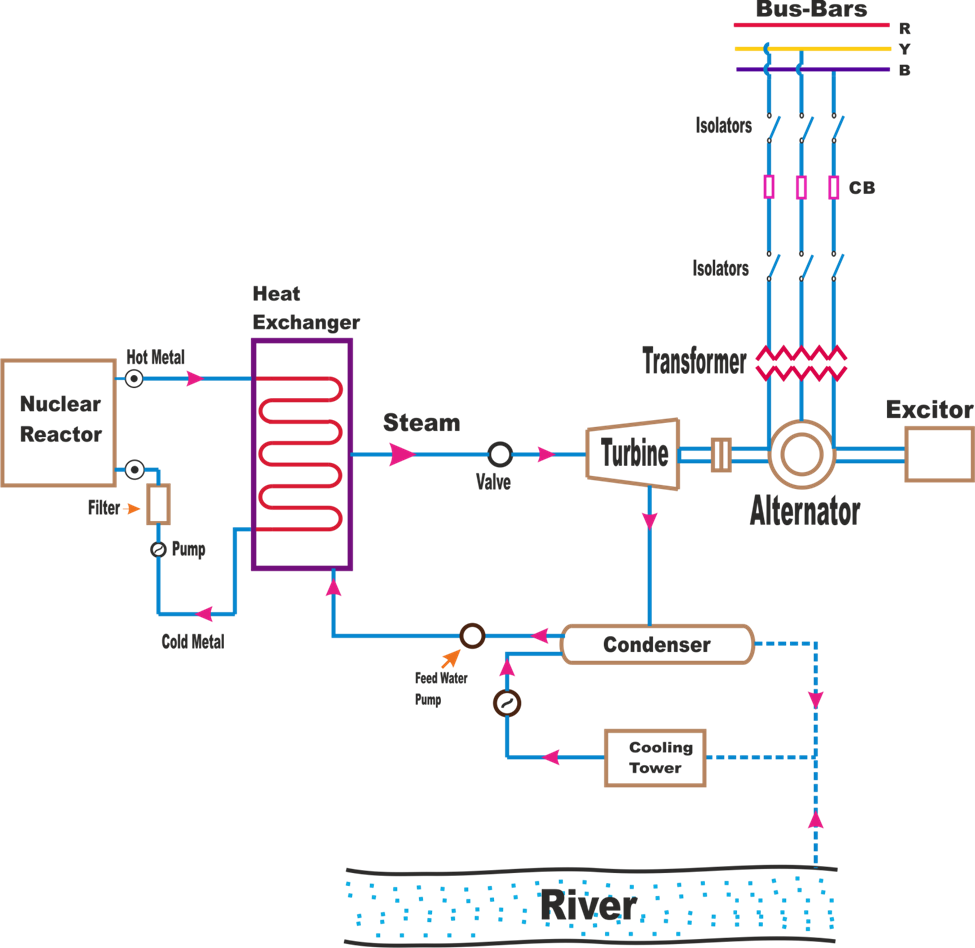 Bus-Bars
R
Y
B
Isolators
CB
Isolators
Heat
Exchanger
Hot Metal
Transformer
Nuclear
Reactor
Steam
Excitor
Turbine
Valve
Filter
Alternator
Pump
Cold Metal
Condenser
Feed Water
Pump
Cooling
Tower
River